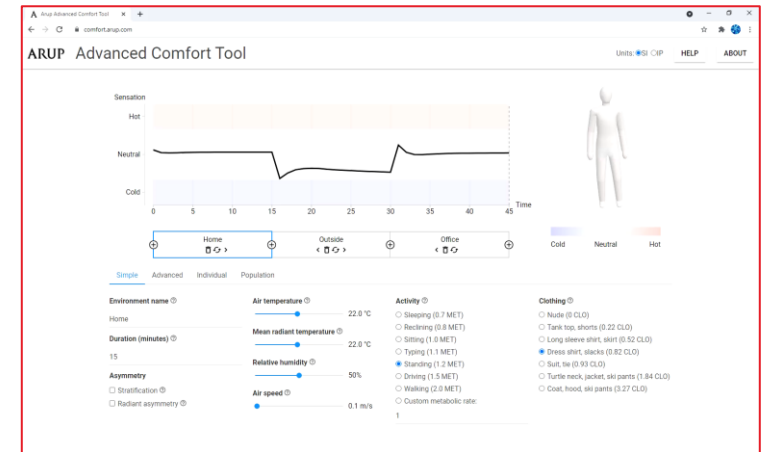 Arup Advanced Comfort Tool
comfort.arup.com
ARUP Advanced Comfort Tool
Units: SI IP HELP ABOUT
Sensation
Hot
Neutral
Cold
0 5 10 15 20 25 30 35 40 45
Time
Home Outside Office
Cold Neutral Hot
Simple Advanced Individual Population
Environment name
Home
Duration (minutes)
15
Asymmetry
Stratification
Radiant asymmetry
Air temperature
22.0 °C
Mean radiant temperature
22.0 °C
Relative humidity
50%
Air speed
0.1 m/s
Activity
Sleeping (0.7 MET)
Reclining (0.8 MET)
Sitting (1.0 MET)
Typing (1.1 MET)
Standing (1.2 MET)
Driving (1.5 MET)
Walking (2.0 MET)
Custom metabolic rate:
1
Clothing
Nude (0 CLO)
Tank top, shorts (0.22 CLO)
Long sleeve shirt, skirt (0.52 CLO)
Dress shirt, slacks (0.82 CLO)
Suit, tie (0.93 CLO)
Turtle neck, jacket, ski pants (1.84 CLO)
Coat, hood, ski pants (3.27 CLO)